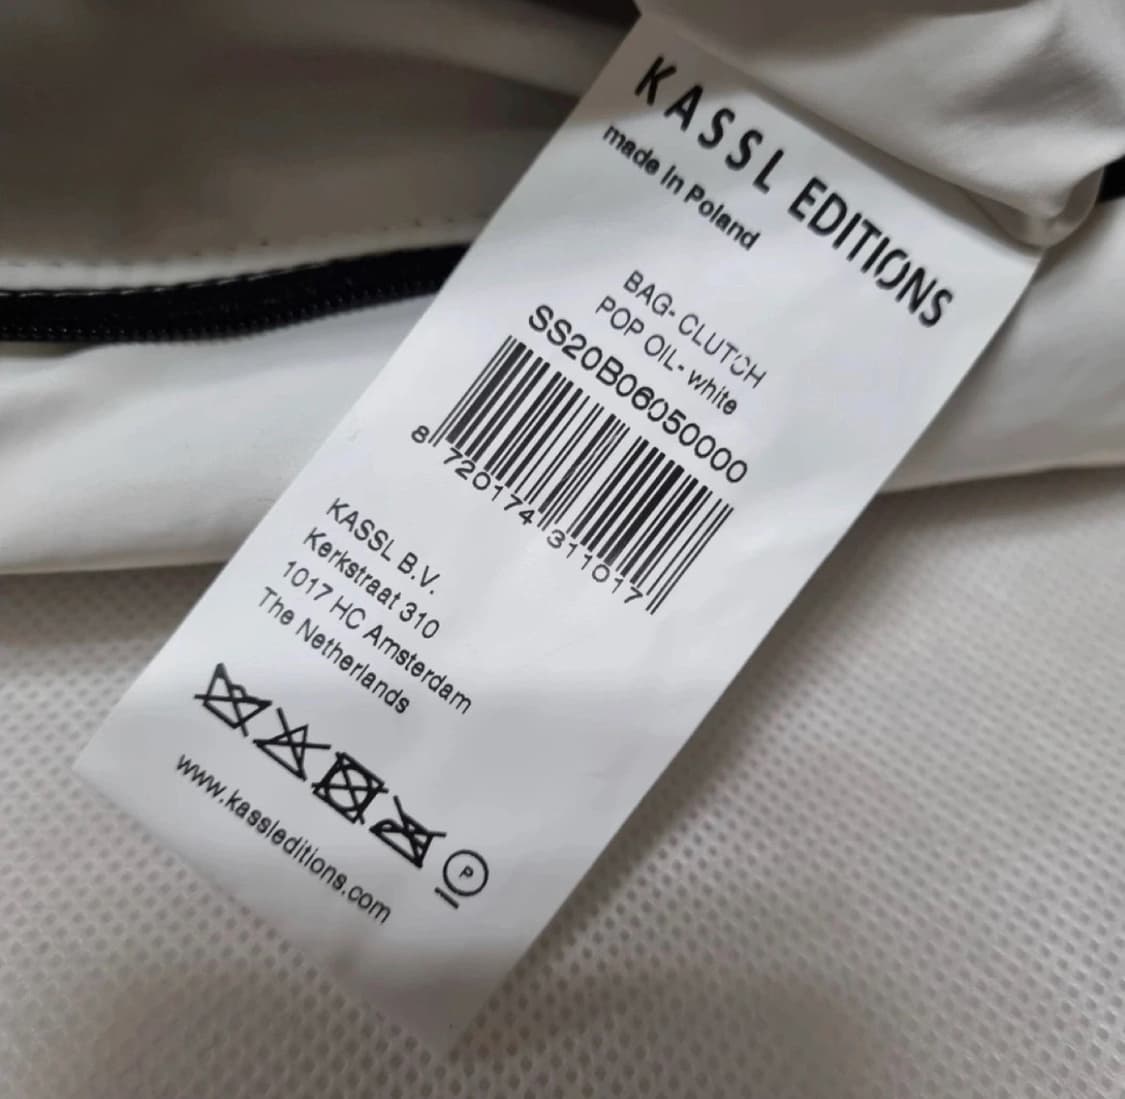 KASSL EDITIONS
made in Poland
BAG- CLUTCH
POP OIL- white
SS20B06050000
8 720174 311017
KASSL B.V.
Kerkstraat 310
1017 HC Amsterdam
The Netherlands
P
www.kassleditions.com